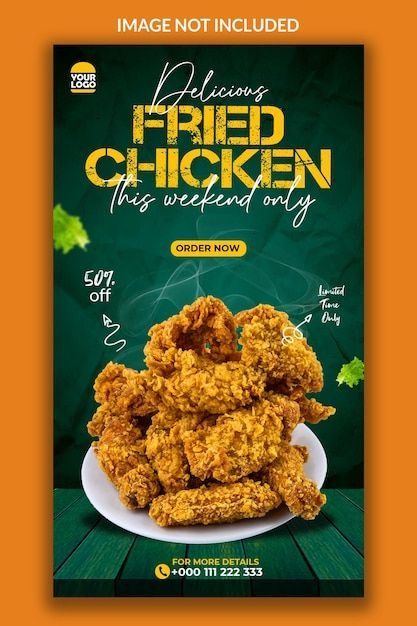 IMAGE NOT INCLUDED
YOUR
LOGO
Delicious
FRIED
CHICKEN
this weekend only
ORDER NOW
50%
off
Limited
Time
Only
FOR MORE DETAILS
+000 111 222 333